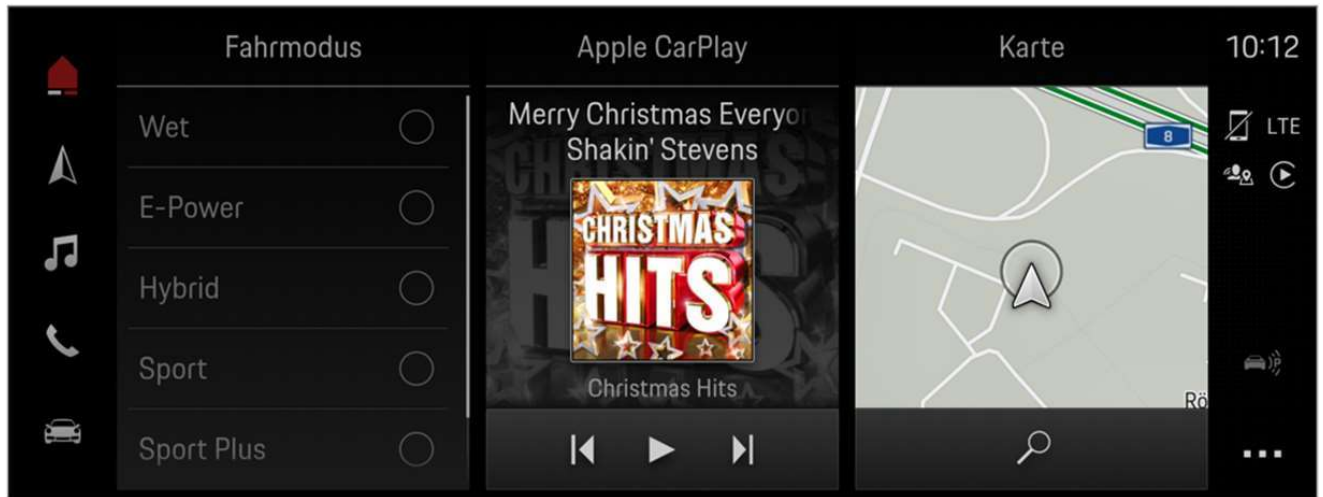 Fahrmodus
Wet
E-Power
Hybrid
Sport
Sport Plus
Apple CarPlay
Merry Christmas Everyo
Shakin' Stevens
CHRISTMAS
HITS
Christmas Hits
Karte
8
Rö
10:12
LTE
P